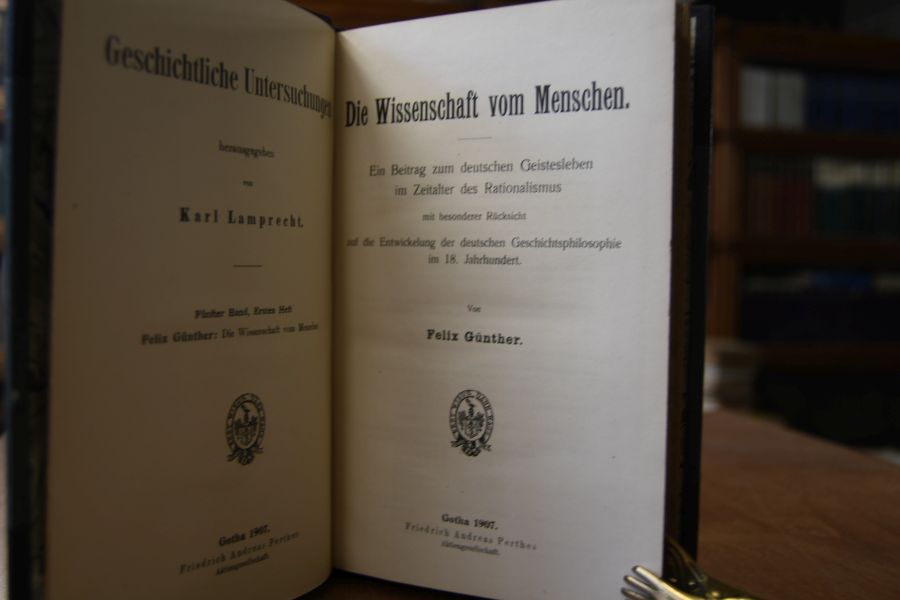 Geschichtliche Untersuchungen
herausgegeben
von
Karl Lamprecht.
Fünfter Band, Erstes Heft
Felix Günther: Die Wissenschaft vom Menschen
Gotha 1907.
Friedrich Andreas Perthes
Aktiengesellschaft.
Die Wissenschaft vom Menschen.
Ein Beitrag zum deutschen Geistesleben
im Zeitalter des Rationalismus
mit besonderer Rücksicht
auf die Entwickelung der deutschen Geschichtsphilosophie
im 18. Jahrhundert.
Von
Felix Günther.
Gotha 1907.
Friedrich Andreas Perthes
Aktiengesellschaft.